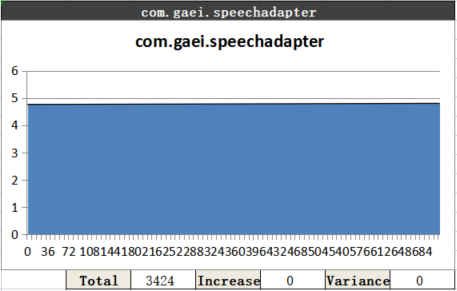 com.gaei.speechadapter
com.gaei.speechadapter
6
5
4
3
2
1
0
0 36 72 108144180216252288324360396432468504540576612648684
Total 3424 Increase 0 Variance 0